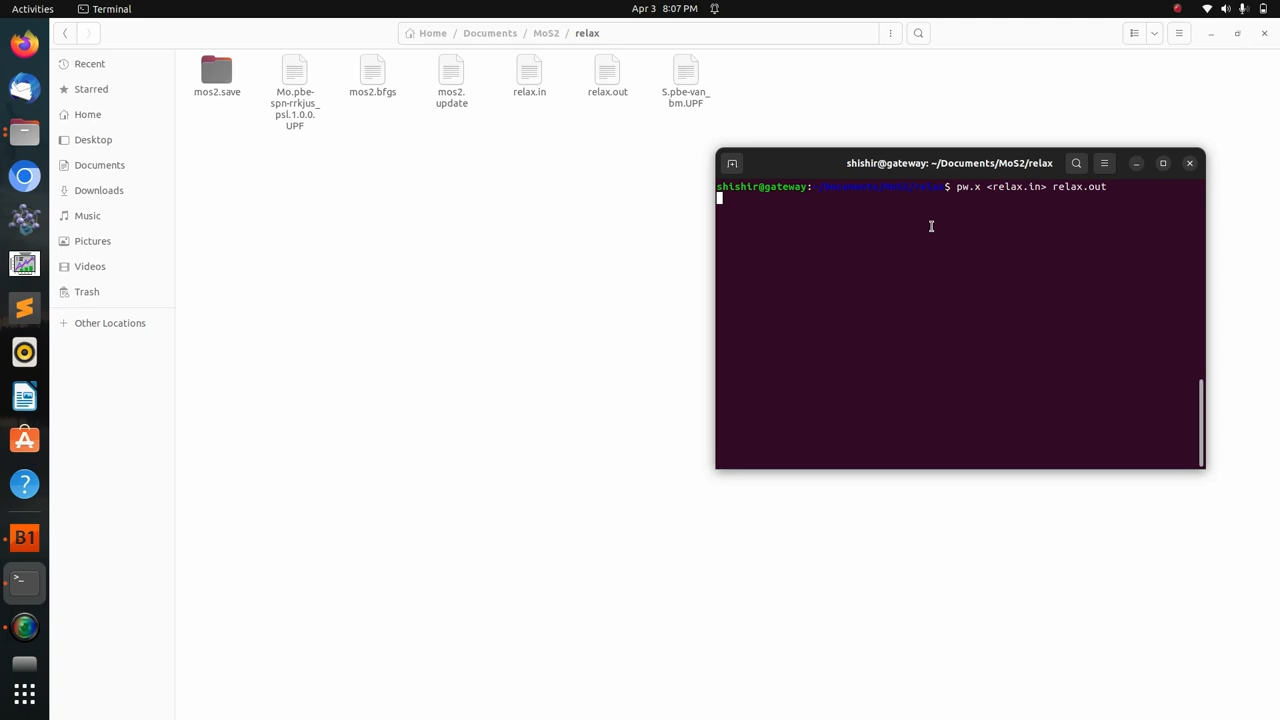 Activities
Terminal
Apr 3 8:07 PM
Home / Documents / MoS2 / relax
Recent
Starred
Home
Desktop
Documents
Downloads
Music
Pictures
Videos
Trash
Other Locations
mos2.save
Mo.pbe-
spn-rrkjus_
psl.1.0.0.
UPF
mos2.bfgs
mos2.
update
relax.in
relax.out
S.pbe-van_
bm.UPF
shishir@gateway: ~/Documents/MoS2/relax
shishir@gateway:~/Documents/MoS2/relax$ pw.x <relax.in> relax.out
B1
>_
?